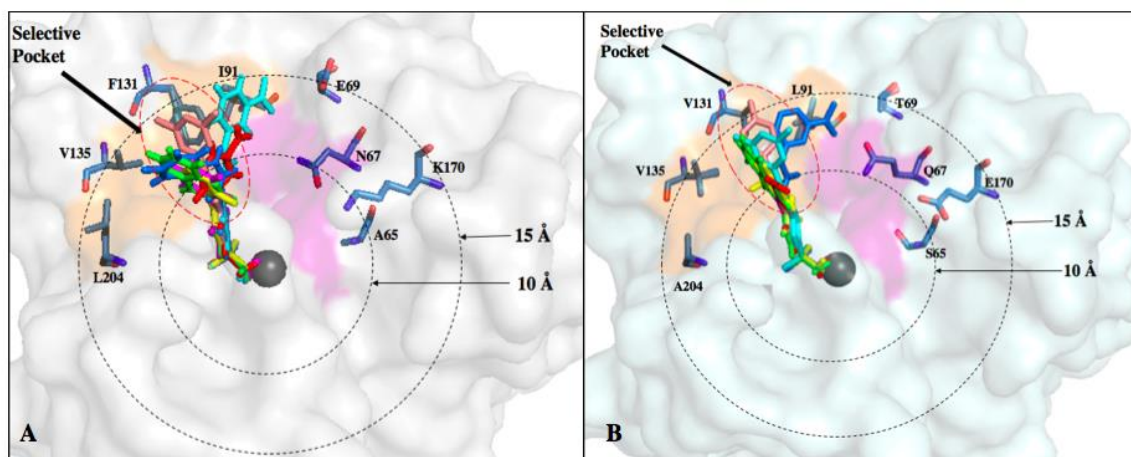 Selective
Pocket
F131
I91
E69
V135
N67
K170
A65
L204
15 Å
10 Å
A
Selective
Pocket
V131
L91
T69
V135
Q67
E170
S65
A204
15 Å
10 Å
B